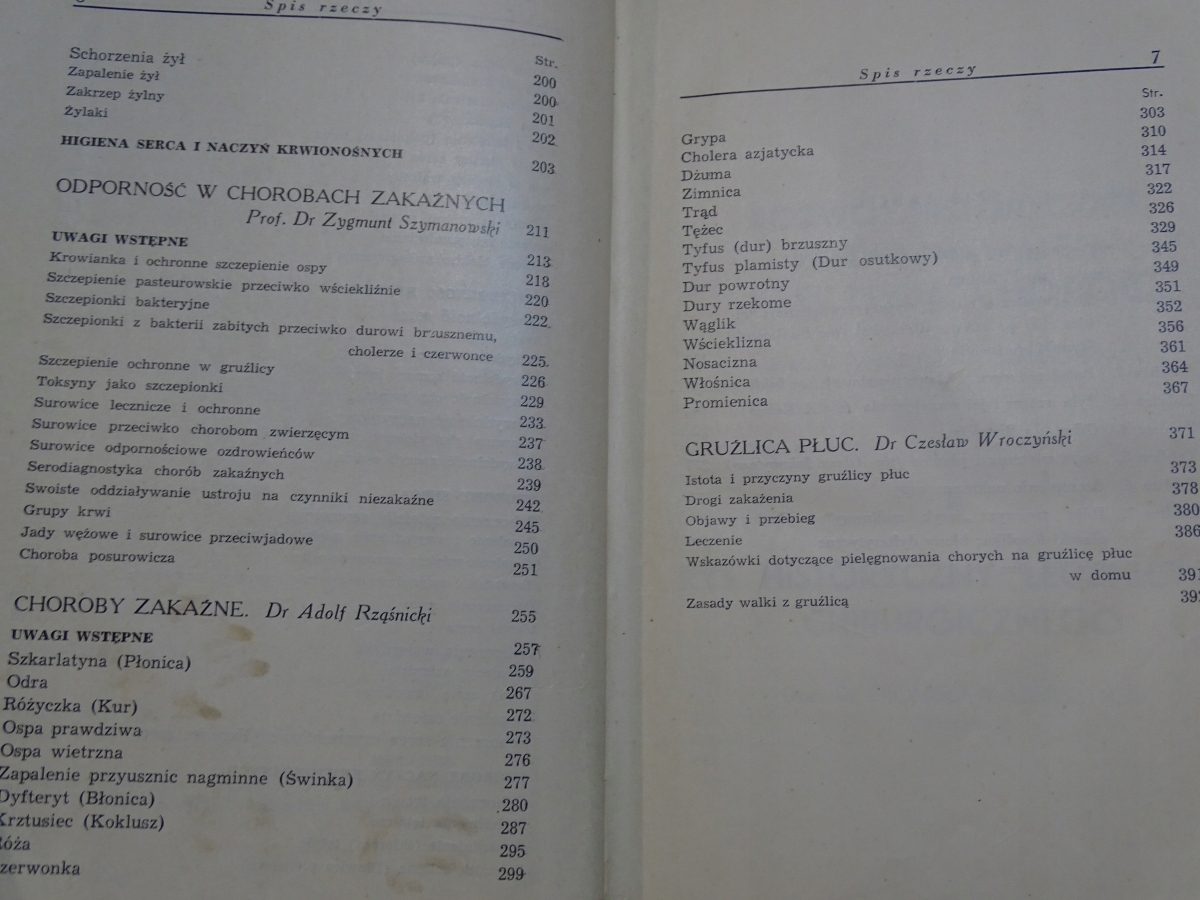 Spis rzeczy
Str.
Schorzenia żył 200
Zapalenie żył 200
Zakrzep żylny 201
Żylaki 202
HIGIENA SERCA I NACZYŃ KRWIONOŚNYCH 203
ODPORNOŚĆ W CHOROBACH ZAKAŹNYCH
Prof. Dr Zygmunt Szymanowski 211
UWAGI WSTĘPNE 213
Krowianka i ochronne szczepienie ospy 218
Szczepienie pasteurowskie przeciwko wściekliźnie 220
Szczepionki bakteryjne 222
Szczepionki z bakterii zabitych przeciwko durowi brzusznemu,
cholerze i czerwonce 225
Szczepienie ochronne w gruźlicy 226
Toksyny jako szczepionki 229
Surowice lecznicze i ochronne 233
Surowice przeciwko chorobom zwierzęcym 237
Surowice odpornościowe ozdrowieńców 238
Serodiagnostyka chorób zakaźnych 239
Swoiste oddziaływanie ustroju na czynniki niezakaźne 242
Grupy krwi 245
Jady wężowe i surowice przeciwjadowe 250
Choroba posurowicza 251
CHOROBY ZAKAŹNE. Dr Adolf Rząśnicki 255
UWAGI WSTĘPNE 257
Szkarlatyna (Płonica) 259
Odra 267
Różyczka (Kur) 272
Ospa prawdziwa 273
Ospa wietrzna 276
Zapalenie przyusznic nagminne (Świnka) 277
Dyfteryt (Błonica) 280
Krztusiec (Koklusz) 287
óża 295
zerwonka 299
Spis rzeczy 7
Str.
Grypa 303
Cholera azjatycka 310
Dżuma 314
Zimnica 317
Trąd 322
Tężec 326
Tyfus (dur) brzuszny 329
Tyfus plamisty (Dur osutkowy) 345
Dur powrotny 349
Dury rzekome 351
Wąglik 352
Wścieklizna 356
Nosacizna 361
Włośnica 364
Promienica 367
GRUŹLICA PŁUC. Dr Czesław Wroczyński 371
Istota i przyczyny gruźlicy płuc 373
Drogi zakażenia 378
Objawy i przebieg 380
Leczenie 386
Wskazówki dotyczące pielęgnowania chorych na gruźlicę płuc
w domu 391
Zasady walki z gruźlicą